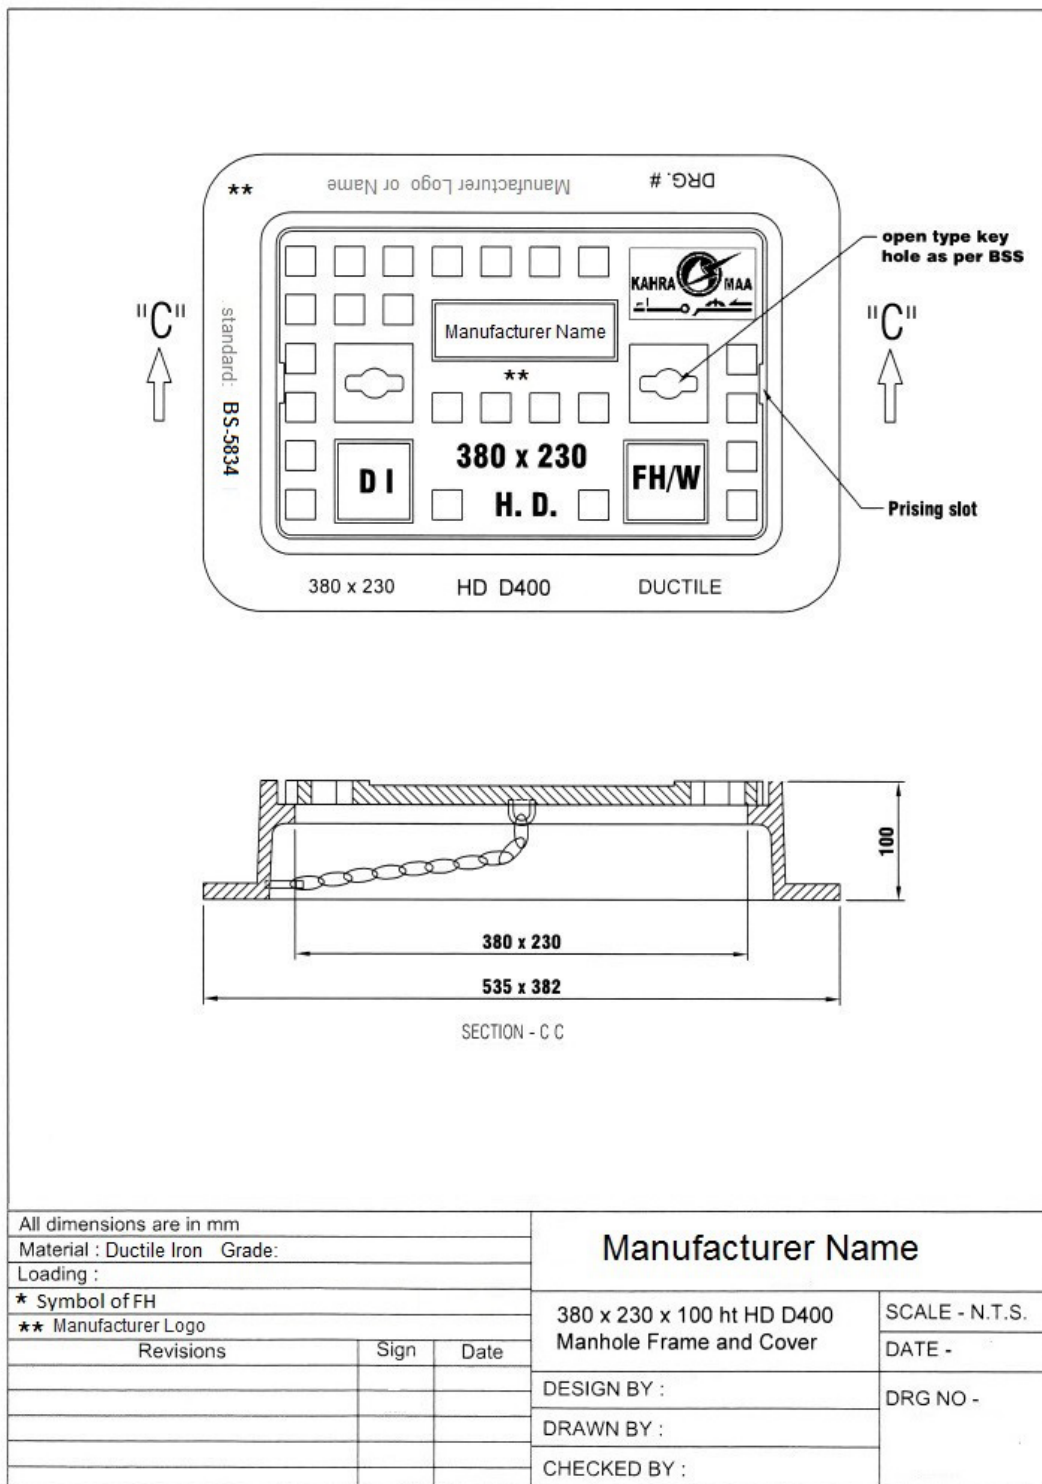 **
Manufacturer Logo or Name
DRG. #
open type key
hole as per BSS
KAHRA MAA
"C"
"C"
standard: BS-5834
Manufacturer Name
**
380 x 230
D I
FH/W
H. D.
Prising slot
380 x 230
HD D400
DUCTILE
100
380 x 230
535 x 382
SECTION - C C
All dimensions are in mm
Material : Ductile Iron Grade:
Loading :
* Symbol of FH
** Manufacturer Logo
Revisions
Sign
Date
Manufacturer Name
380 x 230 x 100 ht HD D400
Manhole Frame and Cover
SCALE - N.T.S.
DATE -
DESIGN BY :
DRG NO -
DRAWN BY :
CHECKED BY :